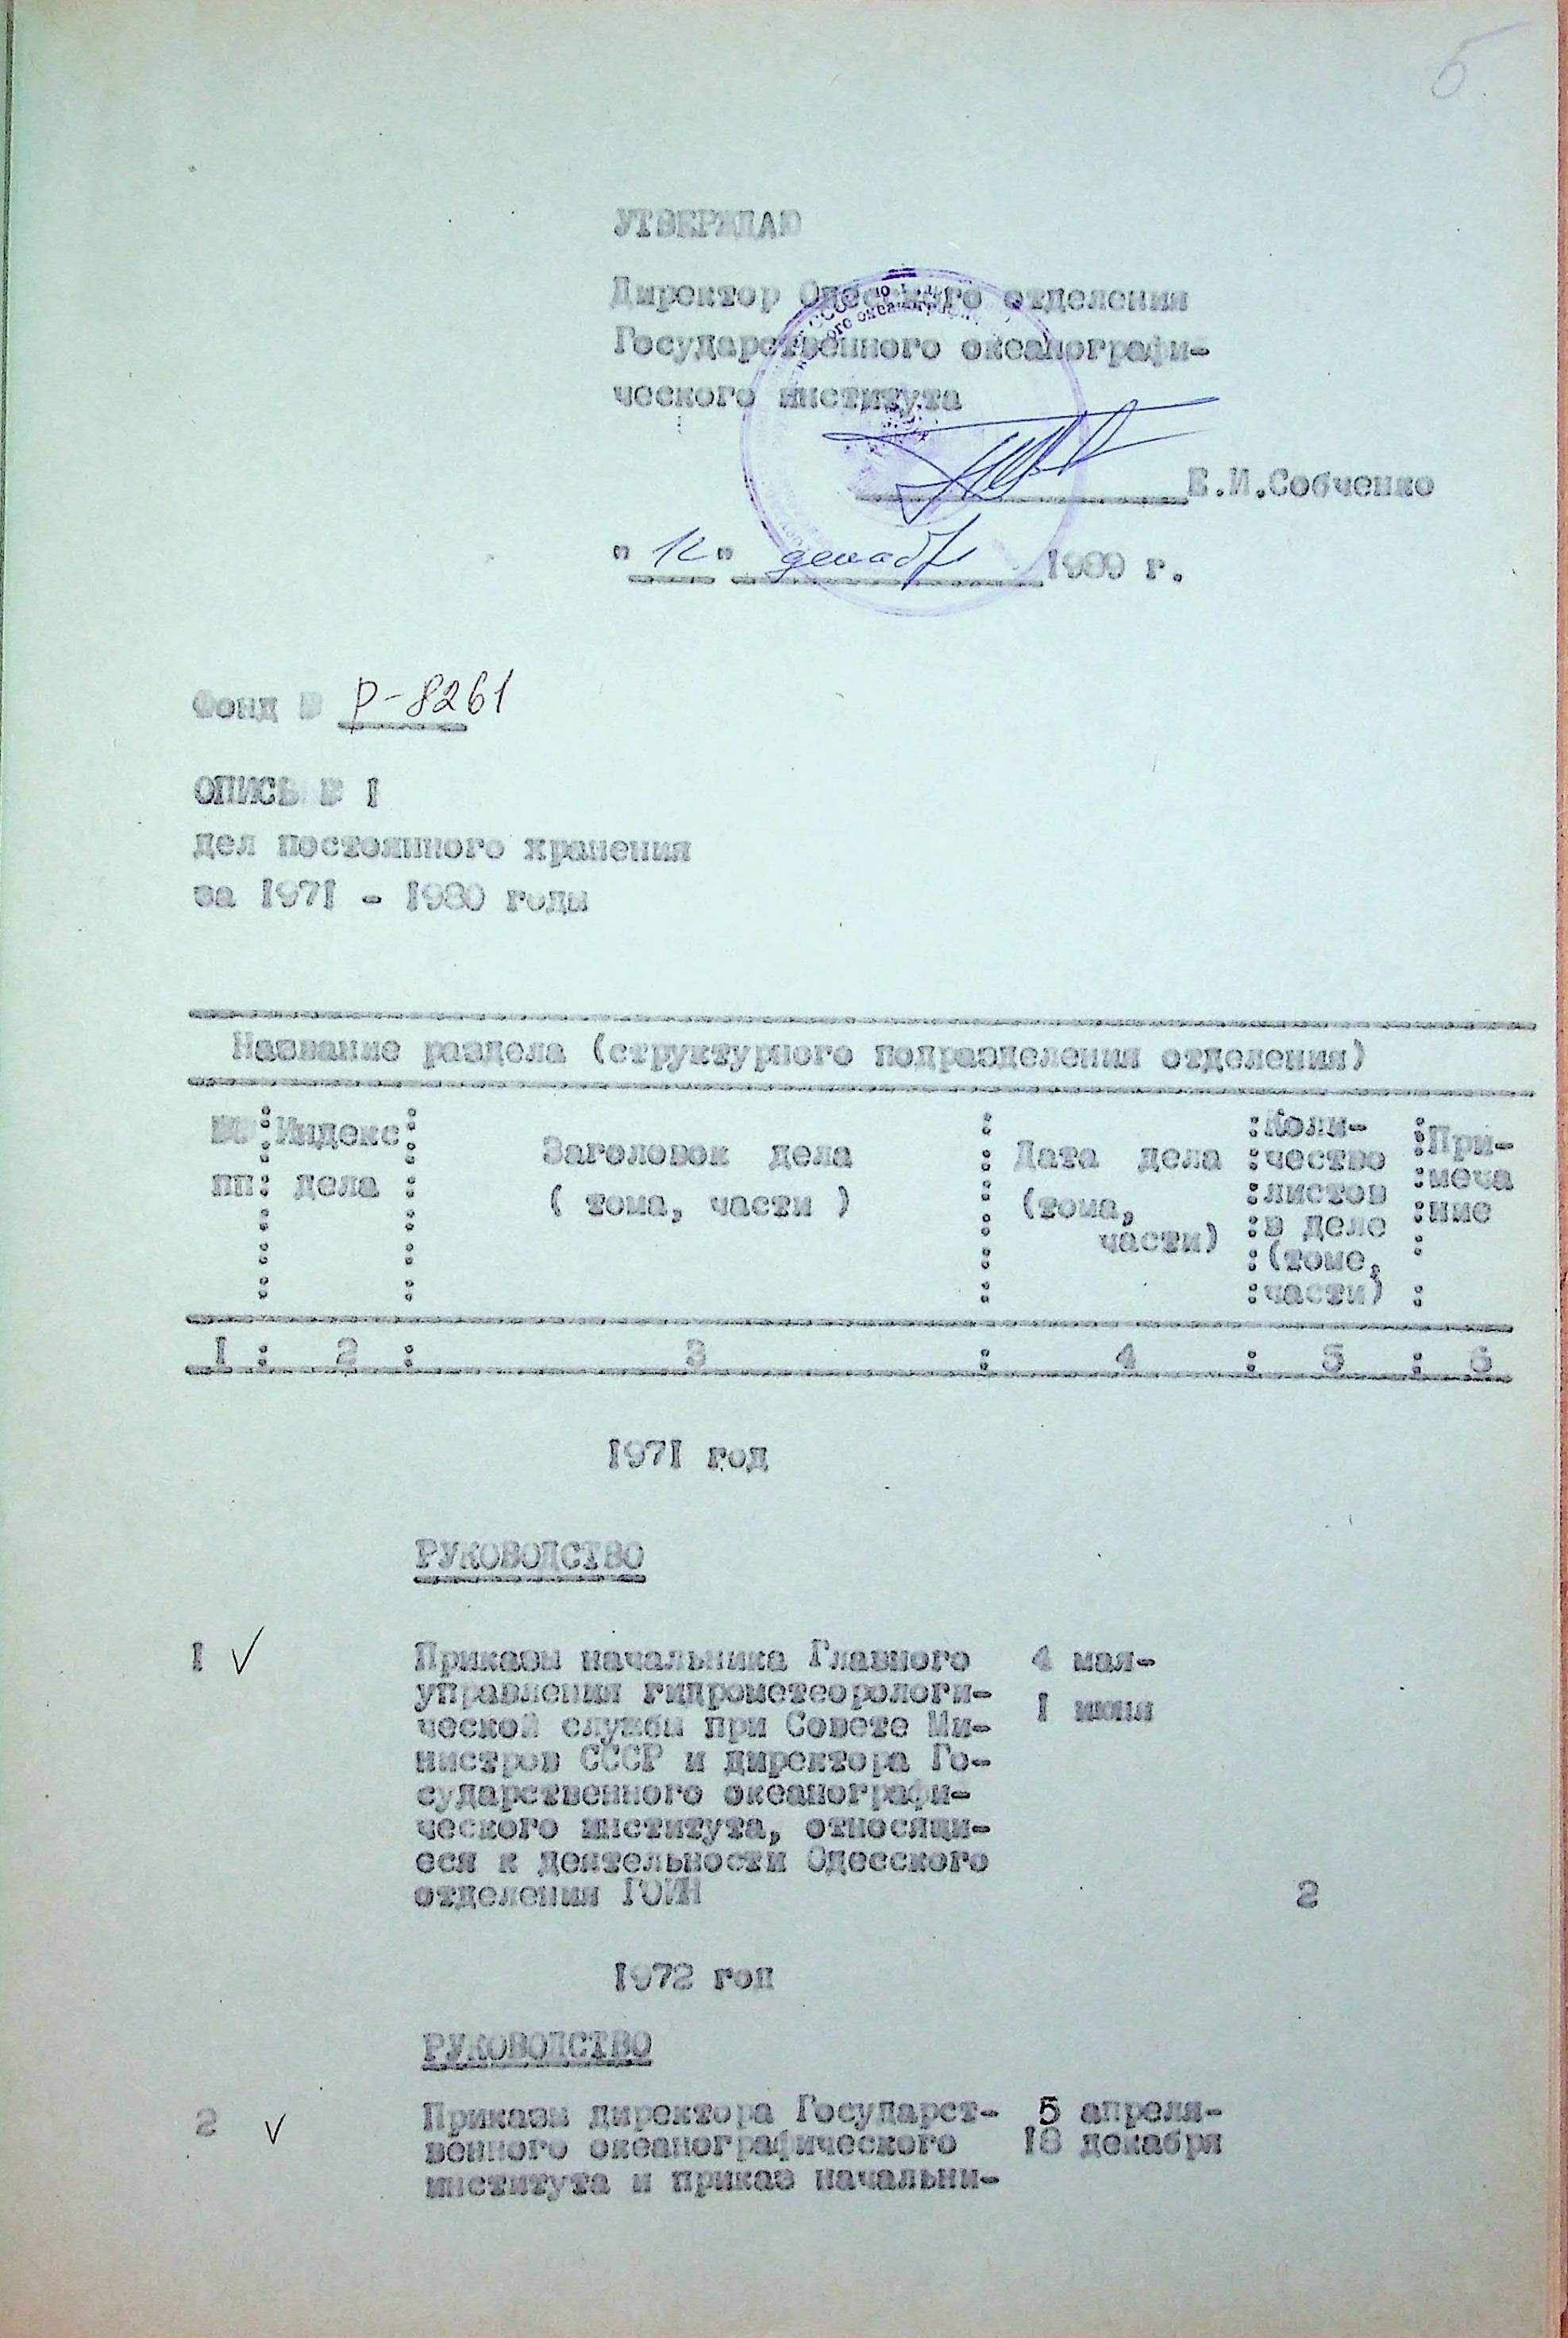 5
УТВЕРЖДАЮ
Директор Одесского отделения
Государственного океанографи-
ческого института
Е.И.Собченко
" 12 " декабр 1989 г.
Фонд № Р-8261
ОПИСЬ № 1
дел постоянного хранения
за 1971 - 1980 годы
Название раздела (структурного подразделения отделения)
№№ пп : Индекс дела : Заголовок дела ( тома, части ) : Дата дела (тома, части) : Коли-чество листов в деле (томе, части) : При-меча ние
1 : 2 : 3 : 4 : 5 : 6
1971 год
РУКОВОДСТВО
1 √ Приказы начальника Главного 4 мая-
управления гидрометеорологи- 1 июня
ческой службы при Совете Ми-
нистров СССР и директора Го-
сударственного океанографи-
ческого института, относящи-
еся к деятельности Одесского
отделения ГОИН 2
1972 год
РУКОВОДСТВО
2 √ Приказы директора Государст- 5 апреля-
венного океанографического 18 декабря
института и приказ начальни-